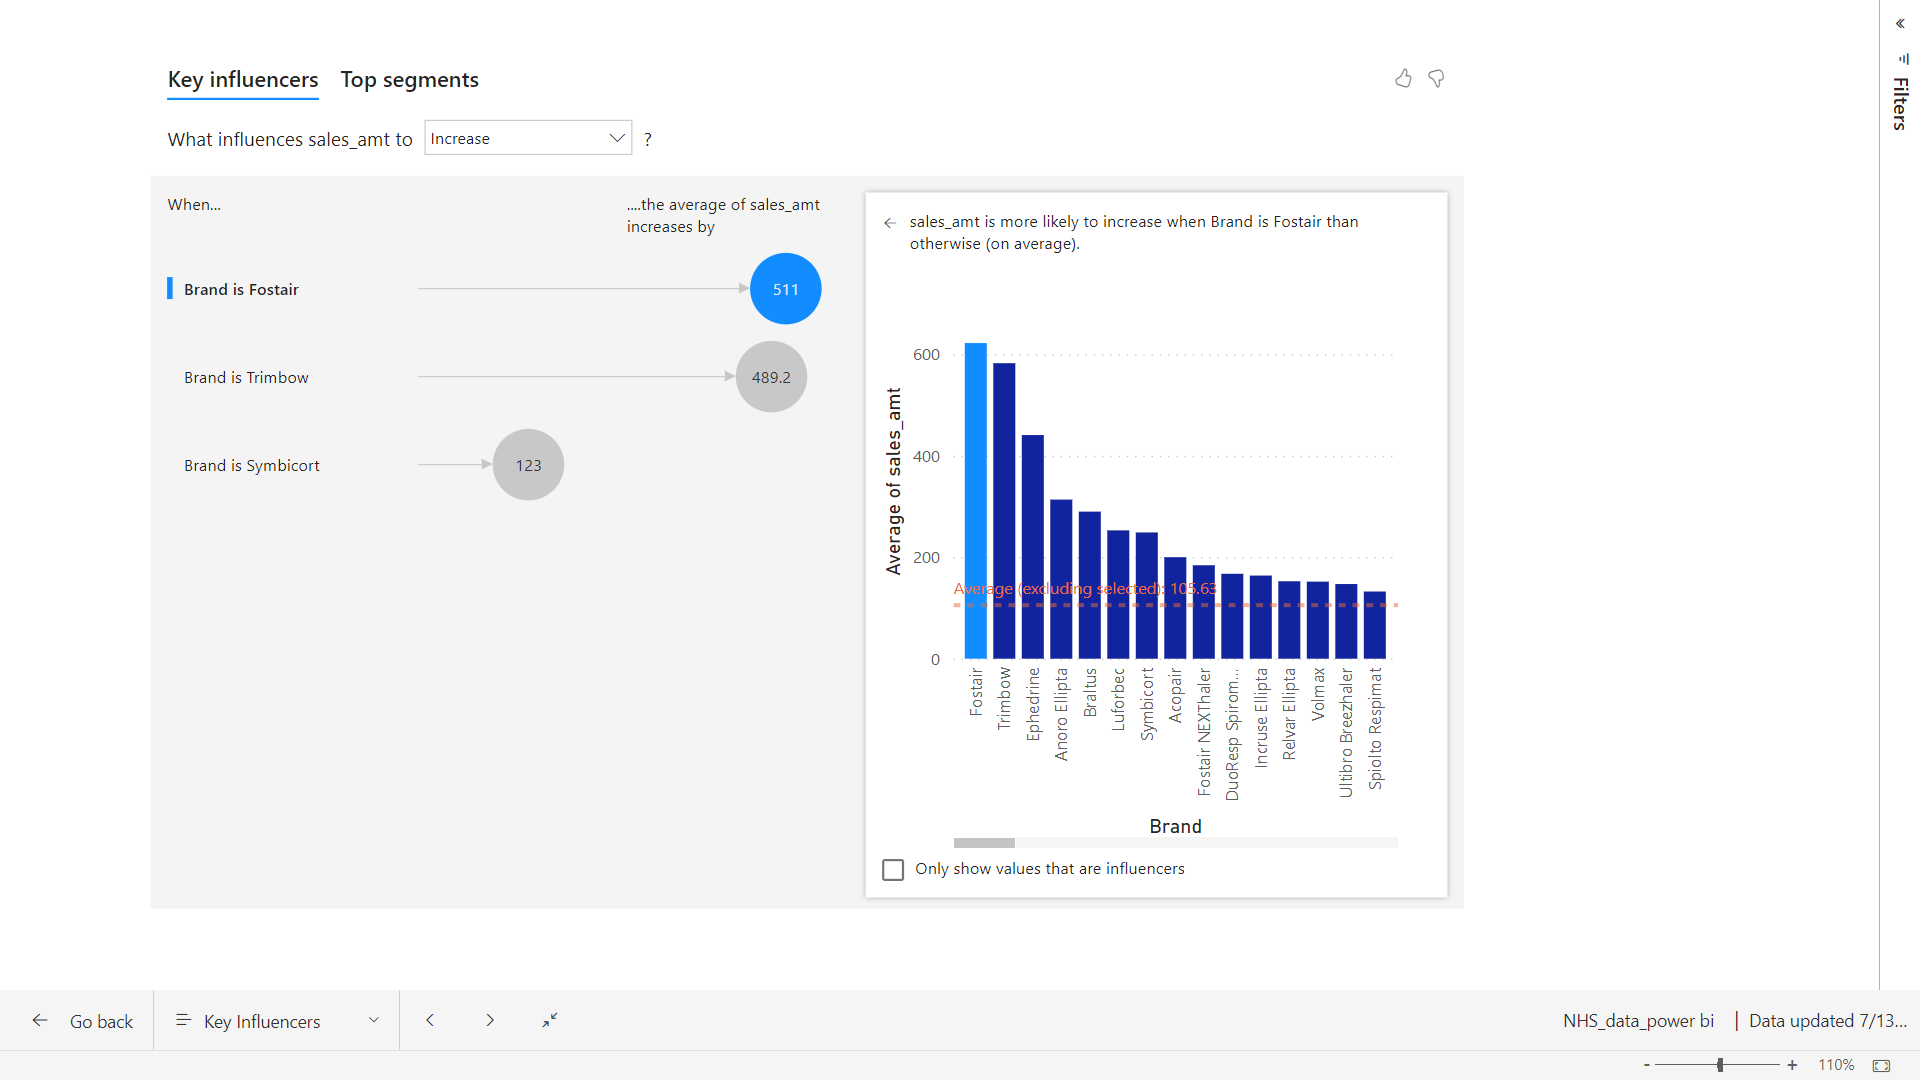 Key influencers
Top segments
What influences sales_amt to
Increase
?
When...
....the average of sales_amt
increases by
Brand is Fostair
511
Brand is Trimbow
489.2
Brand is Symbicort
123
sales_amt is more likely to increase when Brand is Fostair than
otherwise (on average).
Average of sales_amt
600
400
200
0
Average (excluding selected): 105.63
Fostair
Trimbow
Ephedrine
Anoro Ellipta
Braltus
Luforbec
Symbicort
Acopair
Fostair NEXThaler
DuoResp Spirom...
Incruse Ellipta
Relvar Ellipta
Volmax
Ultibro Breezhaler
Spiolto Respimat
Brand
Only show values that are influencers
Filters
Go back
Key Influencers
NHS_data_power bi
| Data updated 7/13...
- + 110%